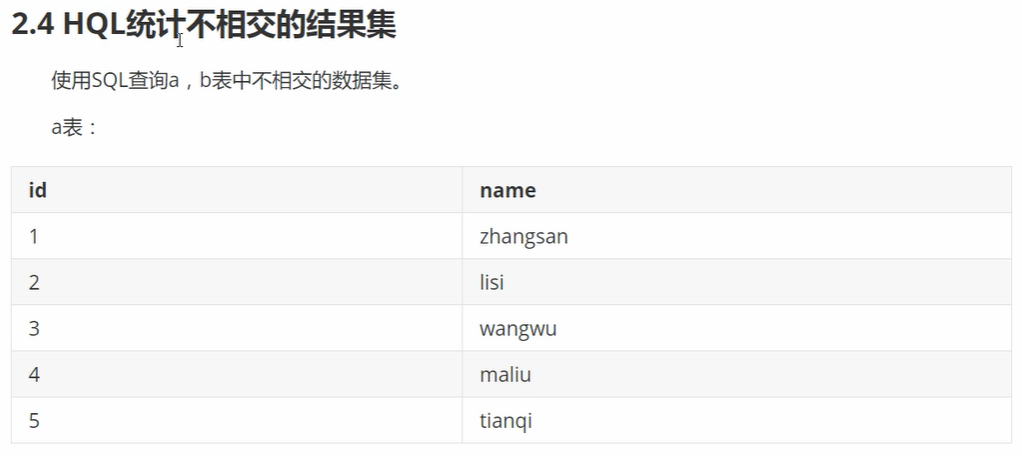 2.4 HQL统计不相交的结果集
使用SQL查询a，b表中不相交的数据集。
a表：
id name
1 zhangsan
2 lisi
3 wangwu
4 maliu
5 tianqi